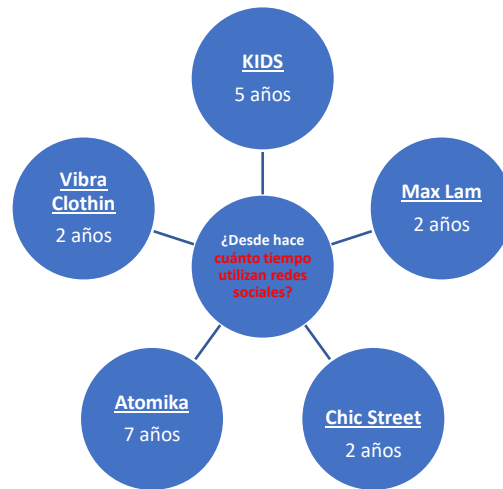 KIDS
5 años
Vibra
Clothin
2 años
Max Lam
2 años
¿Desde hace
cuánto tiempo
utilizan redes
sociales?
Atomika
7 años
Chic Street
2 años